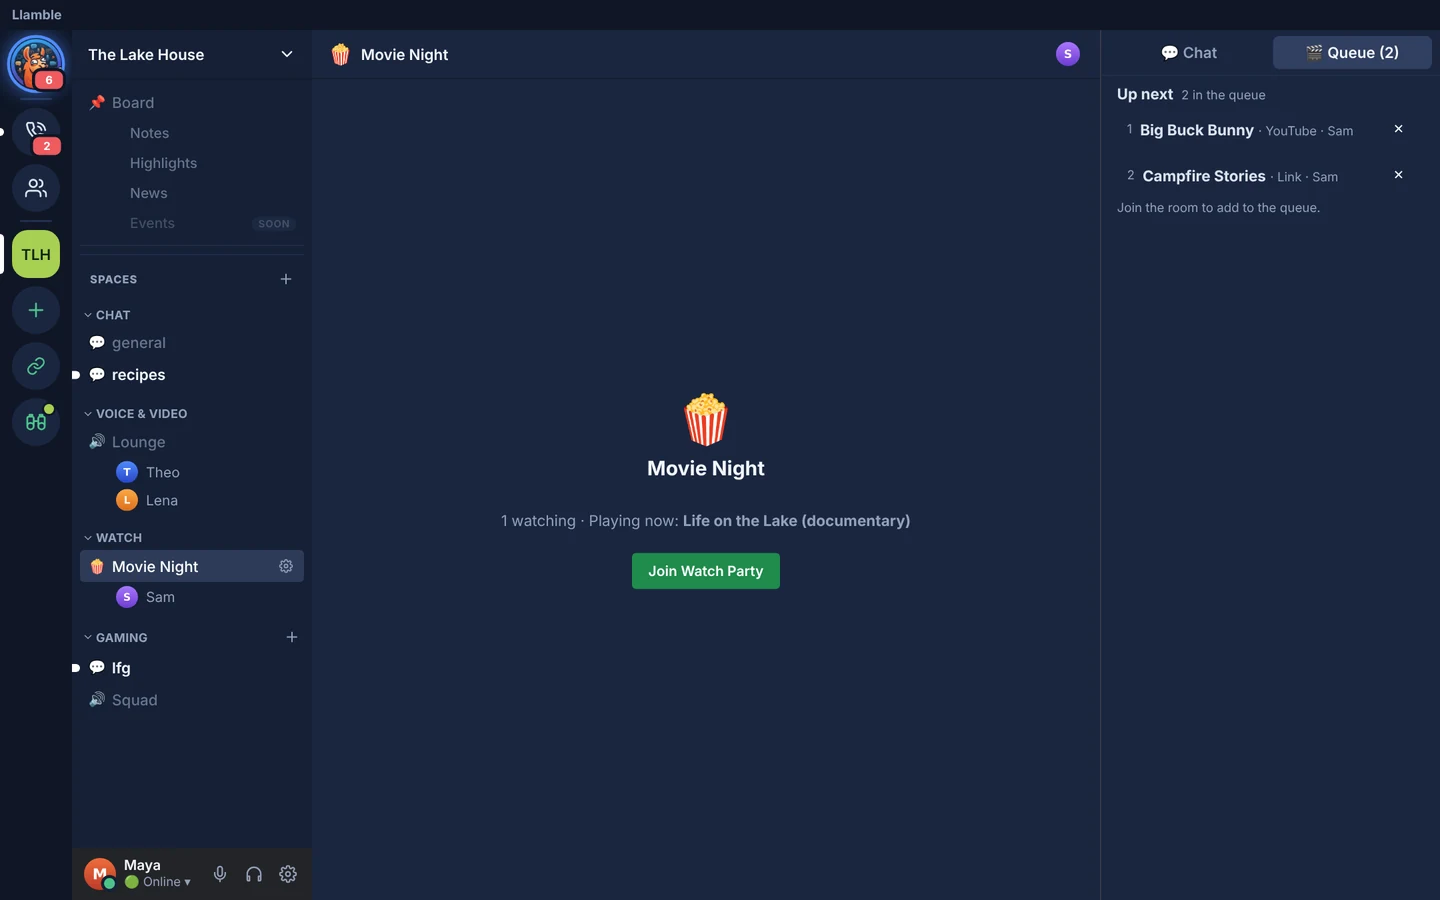 Llamble
6
2
TLH
The Lake House
📌 Board
Notes
Highlights
News
Events SOON
SPACES
CHAT
general
recipes
VOICE & VIDEO
Lounge
T Theo
L Lena
WATCH
Movie Night
S Sam
GAMING
lfg
Squad
M Maya
Online ▾
Movie Night
S
Movie Night
1 watching · Playing now: Life on the Lake (documentary)
Join Watch Party
Chat
Queue (2)
Up next 2 in the queue
1 Big Buck Bunny · YouTube · Sam ✕
2 Campfire Stories · Link · Sam ✕
Join the room to add to the queue.